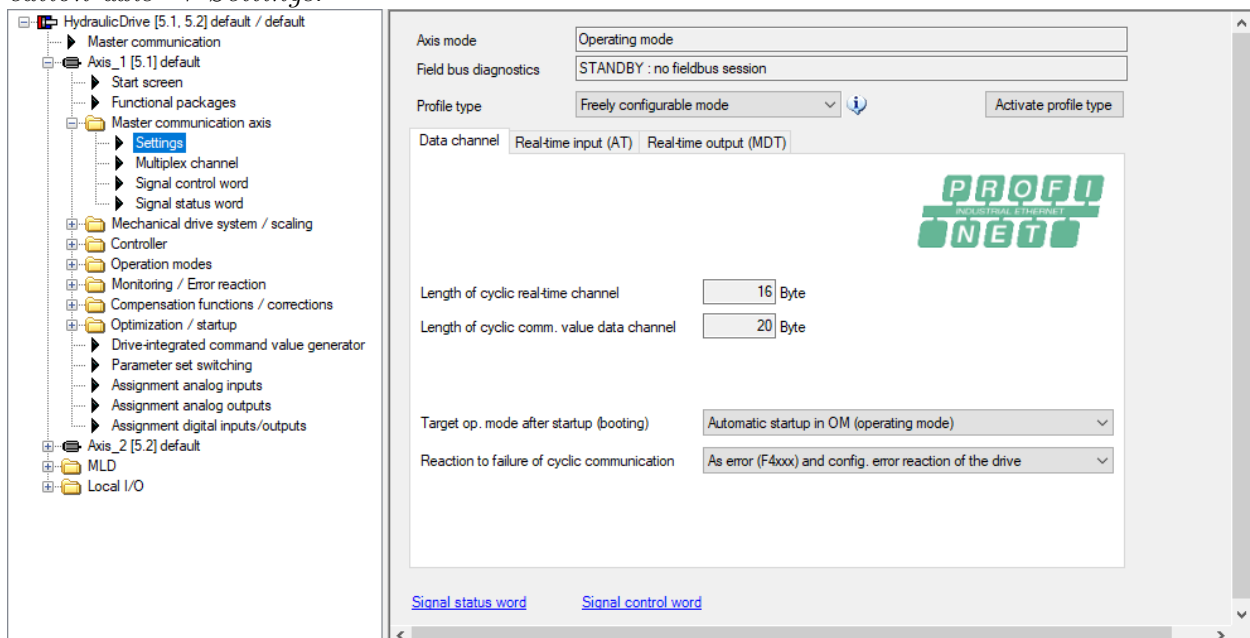 cation axis → Settings.
HydraulicDrive [5.1, 5.2] default / default
Master communication
Axis_1 [5.1] default
Start screen
Functional packages
Master communication axis
Settings
Multiplex channel
Signal control word
Signal status word
Mechanical drive system / scaling
Controller
Operation modes
Monitoring / Error reaction
Compensation functions / corrections
Optimization / startup
Drive-integrated command value generator
Parameter set switching
Assignment analog inputs
Assignment analog outputs
Assignment digital inputs/outputs
Axis_2 [5.2] default
MLD
Local I/O
Axis mode Operating mode
Field bus diagnostics STANDBY : no fieldbus session
Profile type Freely configurable mode Activate profile type
Data channel Real-time input (AT) Real-time output (MDT)
PROFI
INDUSTRIAL ETHERNET
NET
Length of cyclic real-time channel 16 Byte
Length of cyclic comm. value data channel 20 Byte
Target op. mode after startup (booting) Automatic startup in OM (operating mode)
Reaction to failure of cyclic communication As error (F4xxx) and config. error reaction of the drive
Signal status word Signal control word